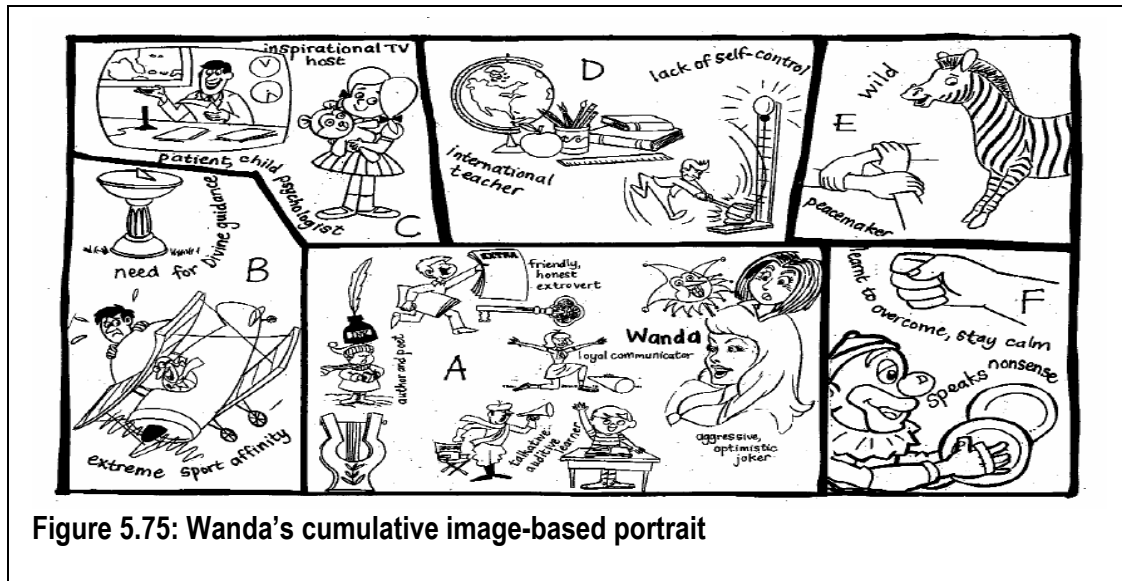 inspirational TV
host
patient, child psychologist
C
D
lack of self-control
international
teacher
wild
E
peacemaker
need for Divine guidance
B
extreme sport affinity
EXTRA
friendly,
honest
extrovert
INK
author and poet
A
Wanda
loyal communicator
talkative-
auditive learner
aggressive,
optimistic
joker
learnt to overcome, stay calm
F
speaks nonsense
Figure 5.75: Wanda's cumulative image-based portrait